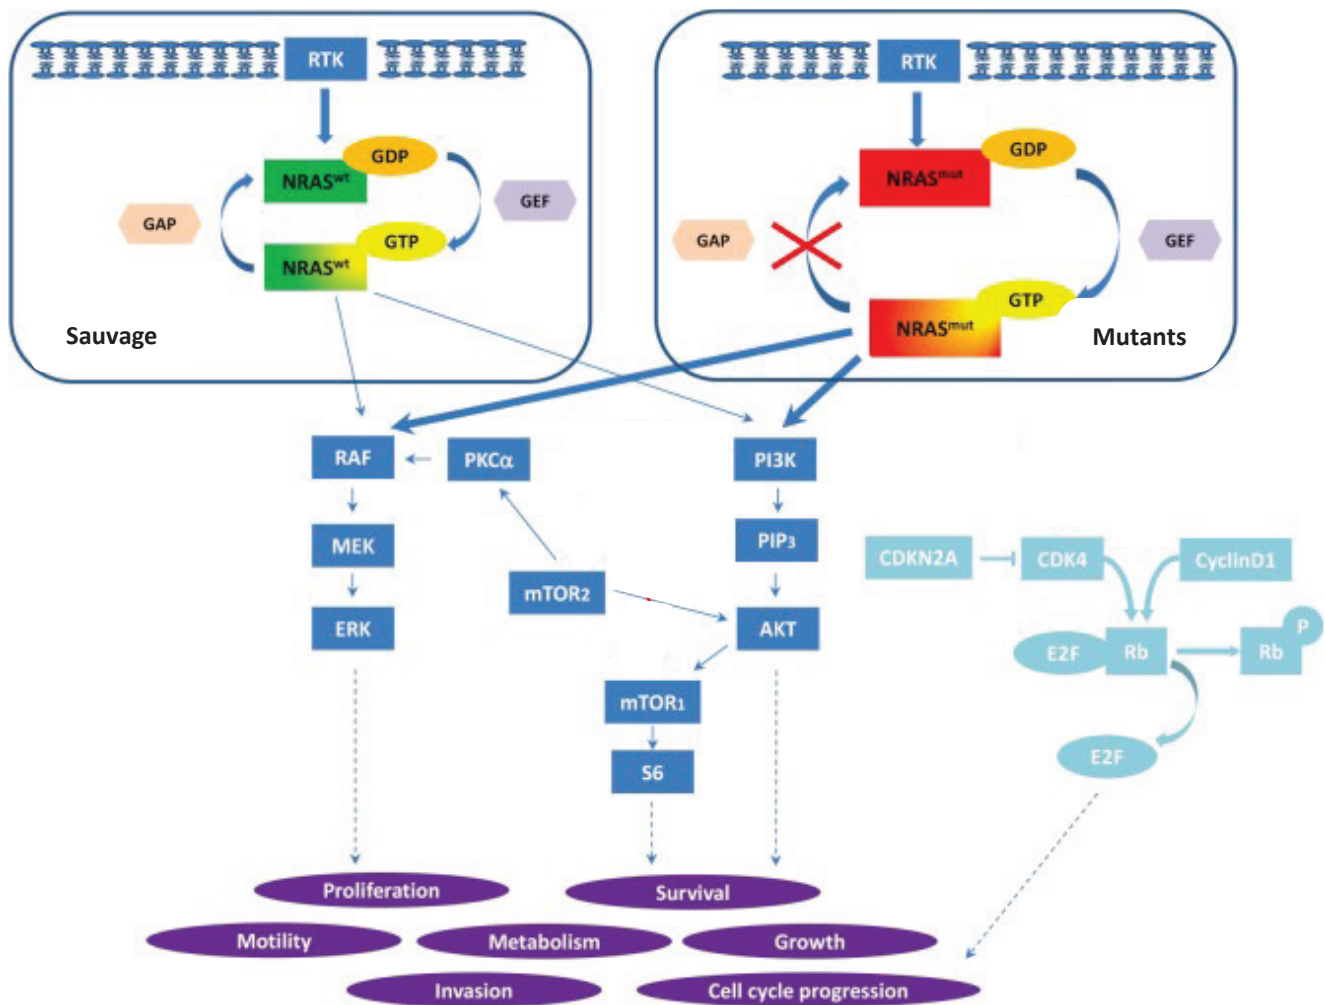 RTK
RTK
GDP
NRASwt
GEF
GAP
GTP
NRASwt
Sauvage
GDP
NRASmut
GAP
GEF
GTP
NRASmut
Mutants
RAF
PKCα
PI3K
MEK
PIP3
mTOR2
ERK
AKT
mTOR1
S6
CDKN2A
CDK4
CyclinD1
E2F
Rb
Rb
P
E2F
Proliferation
Survival
Motility
Metabolism
Growth
Invasion
Cell cycle progression